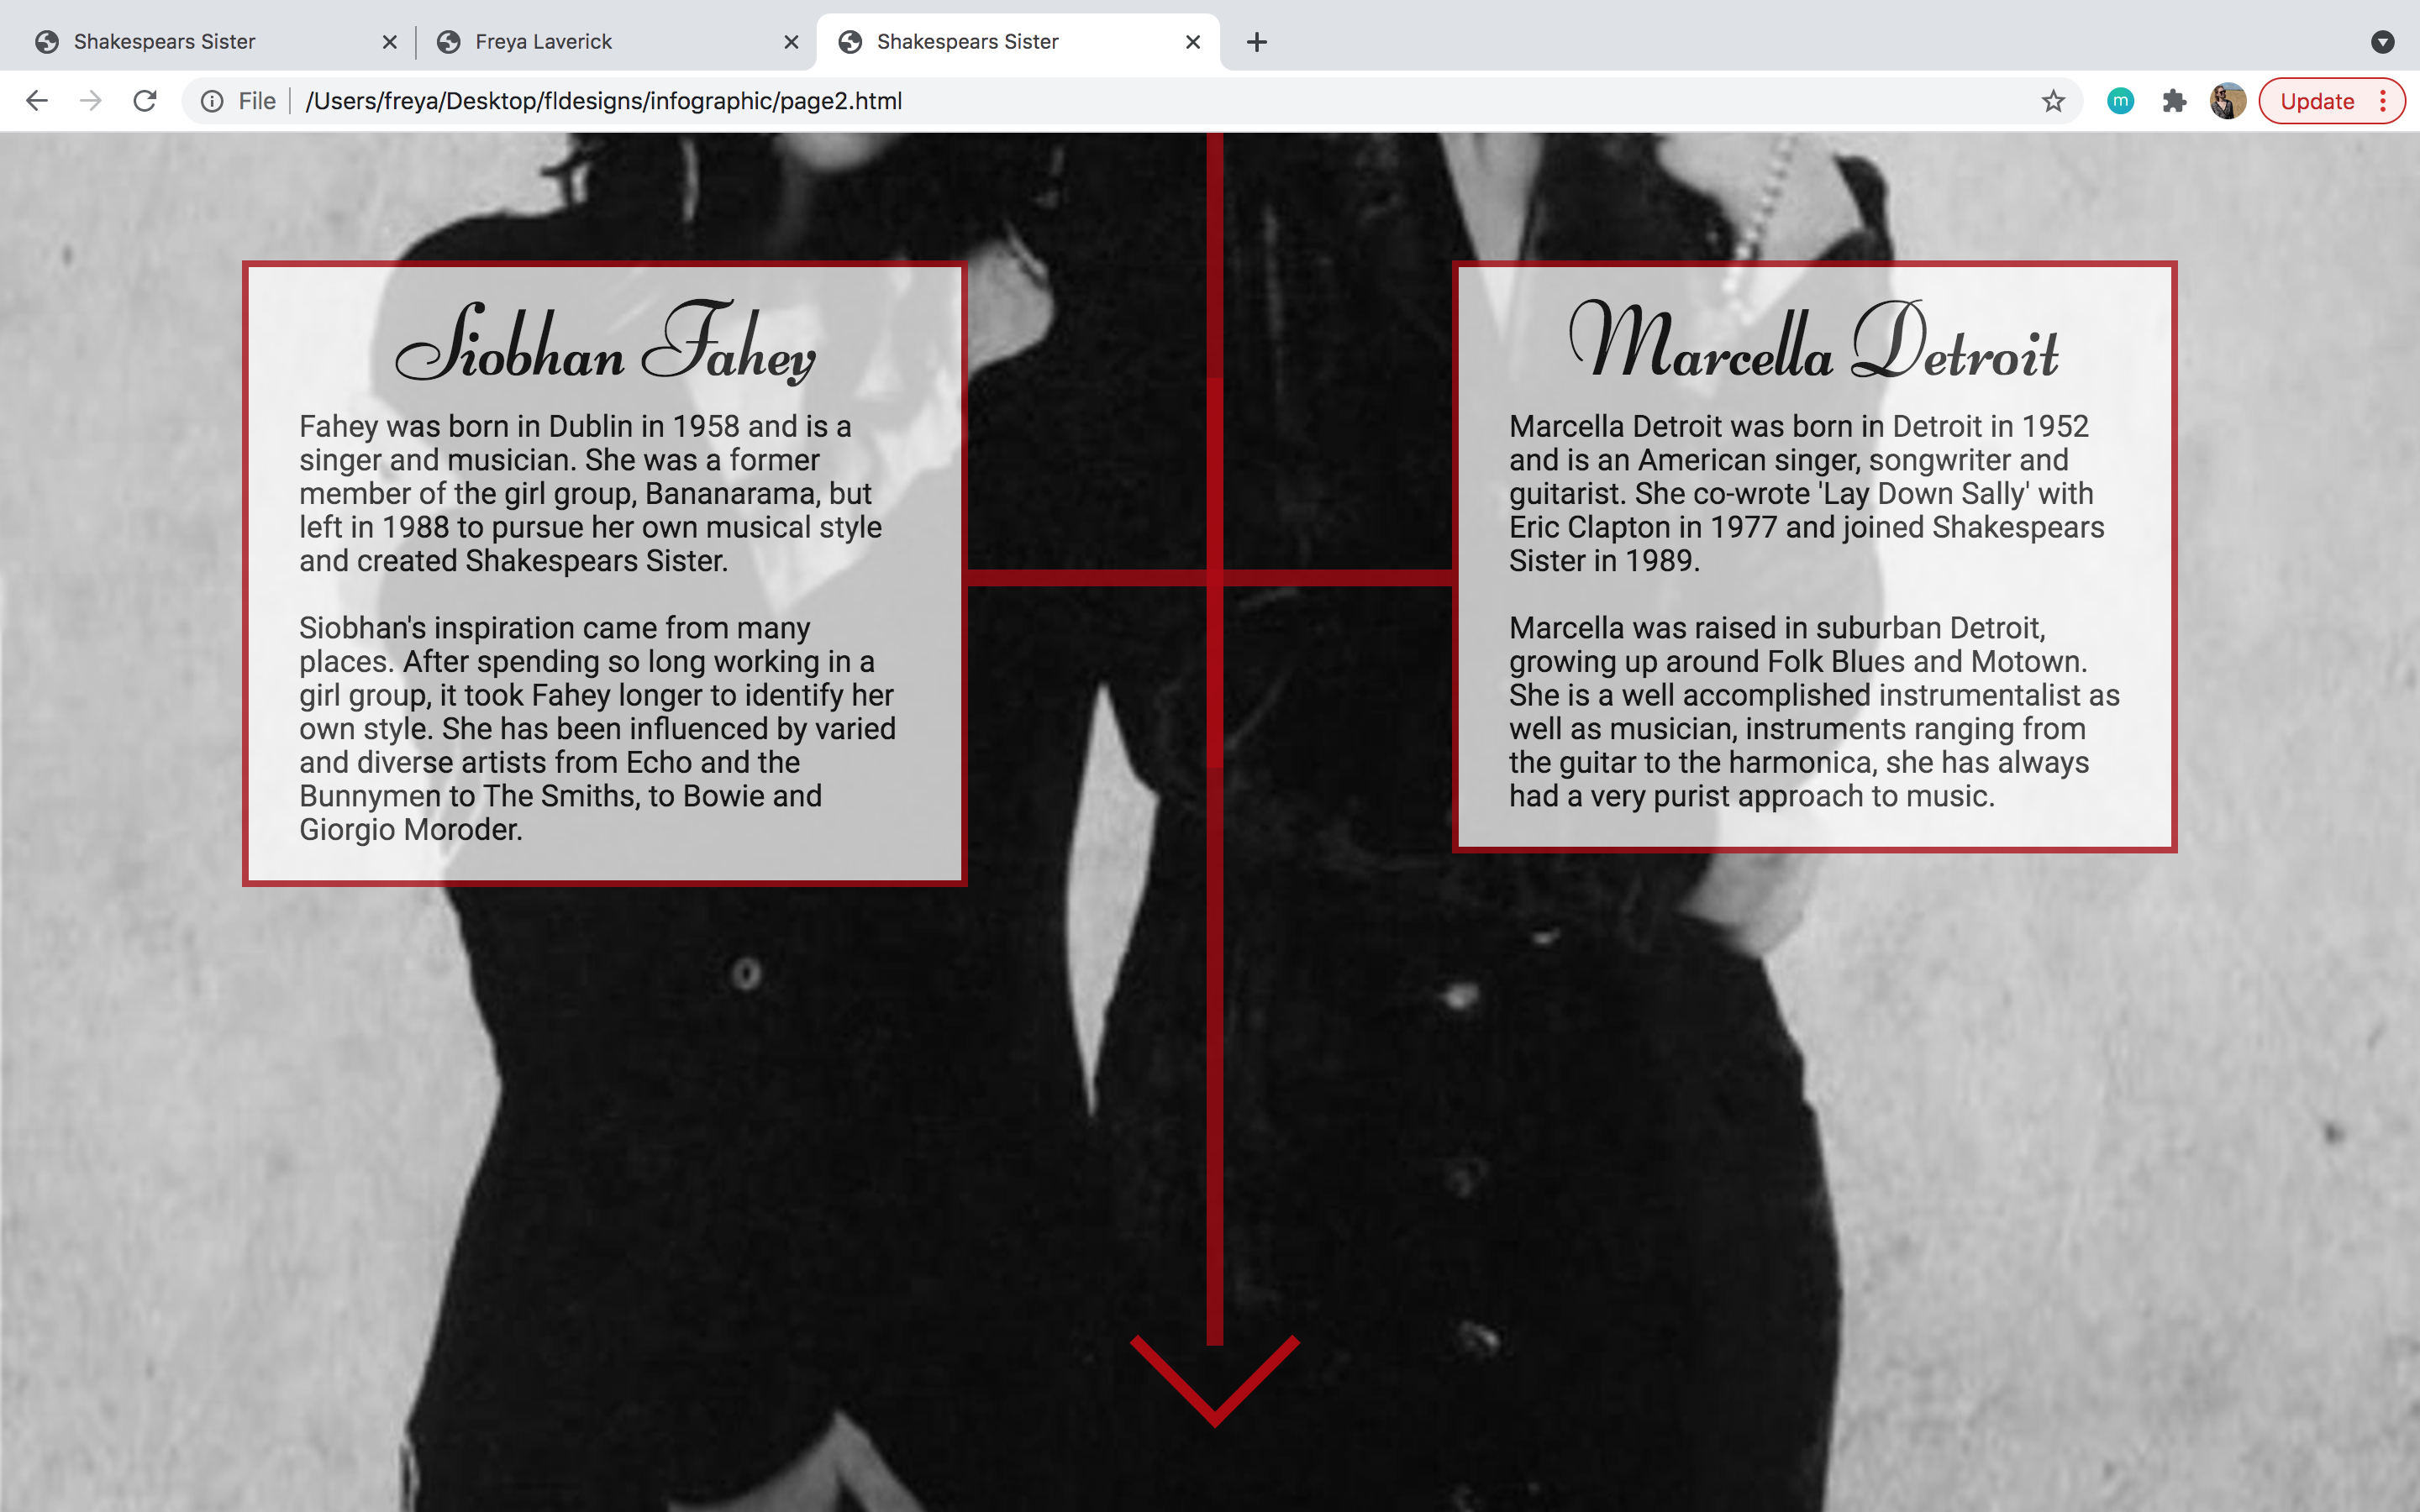 Shakespears Sister
Freya Laverick
Shakespears Sister
File
/Users/freya/Desktop/fldesigns/infographic/page2.html
m
Update
Siobhan Fahey
Fahey was born in Dublin in 1958 and is a
singer and musician. She was a former
member of the girl group, Bananarama, but
left in 1988 to pursue her own musical style
and created Shakespears Sister.
Siobhan's inspiration came from many
places. After spending so long working in a
girl group, it took Fahey longer to identify her
own style. She has been influenced by varied
and diverse artists from Echo and the
Bunnymen to The Smiths, to Bowie and
Giorgio Moroder.
Marcella Detroit
Marcella Detroit was born in Detroit in 1952
and is an American singer, songwriter and
guitarist. She co-wrote 'Lay Down Sally' with
Eric Clapton in 1977 and joined Shakespears
Sister in 1989.
Marcella was raised in suburban Detroit,
growing up around Folk Blues and Motown.
She is a well accomplished instrumentalist as
well as musician, instruments ranging from
the guitar to the harmonica, she has always
had a very purist approach to music.